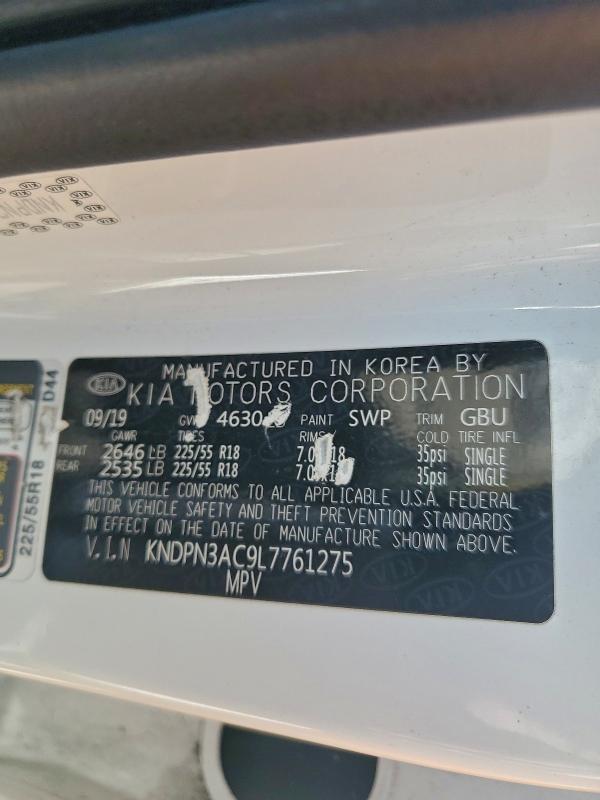 MANUFACTURED IN KOREA BY
KIA KIA MOTORS CORPORATION
09/19 GVW 4630 PAINT SWP TRIM GBU
GAWR TIRES RIMS COLD TIRE INFL
FRONT 2646 LB 225/55 R18 35psi SINGLE
REAR 2535 LB 225/55 R18 35psi SINGLE
THIS VEHICLE CONFORMS TO ALL APPLICABLE U.S.A. FEDERAL
MOTOR VEHICLE SAFETY AND THEFT PREVENTION STANDARDS
IN EFFECT ON THE DATE OF MANUFACTURE SHOWN ABOVE.
V.I.N KNDPN3AC9L7761275
MPV
225/55R18
D44